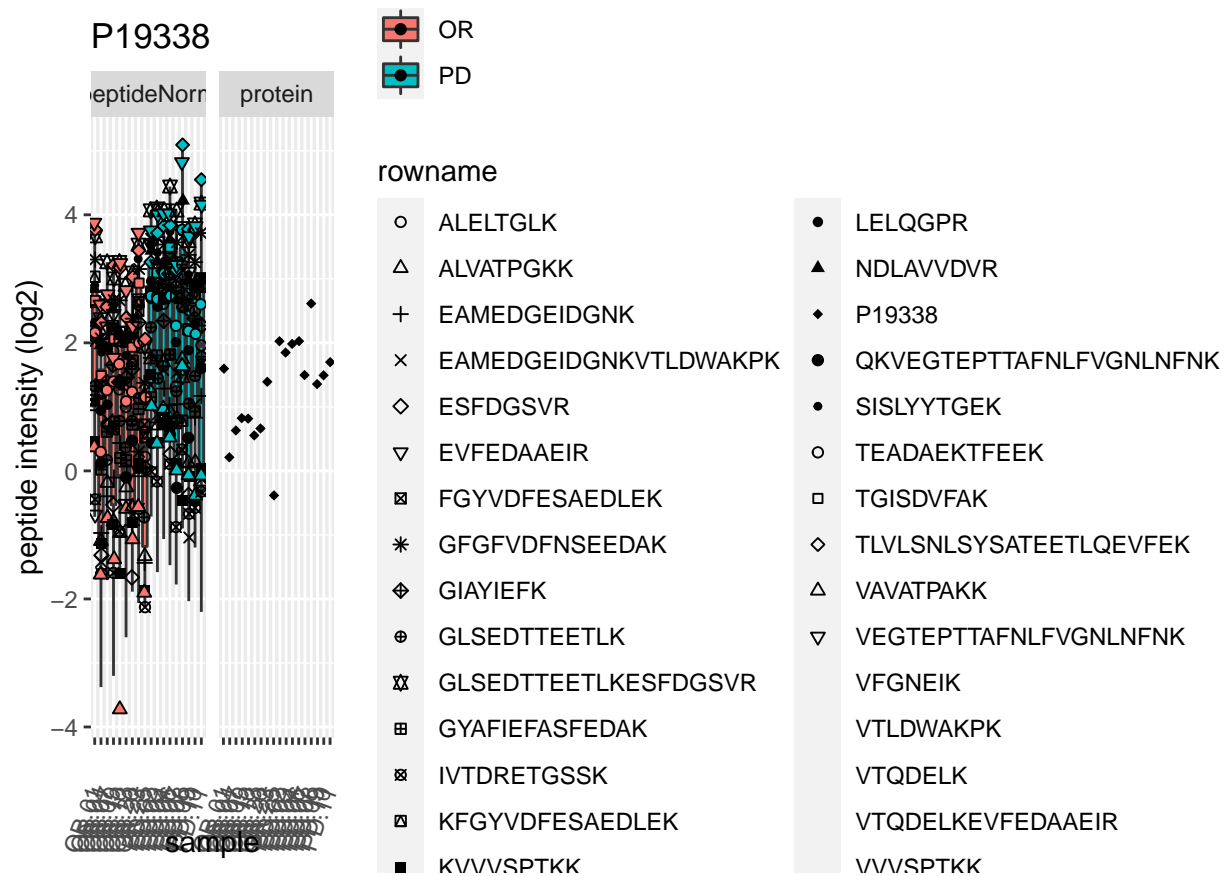 P19338
OR
PD
protein
peptide intensity (log2)
4
2
0
−2
−4
sample
rowname
ALELTGLK
ALVATPGKK
EAMEDGEIDGNK
EAMEDGEIDGNKVTLDWAKPK
ESFDGSVR
EVFEDAAEIR
FGYVDFESAEDLEK
GFGFVDFNSEEDAK
GIAYIEFK
GLSEDTTEETLK
GLSEDTTEETLKESFDGSVR
GYAFIEFASFEDAK
IVTDRETGSSK
KFGYVDFESAEDLEK
KVVVSPTKK
LELQGPR
NDLAVVDVR
P19338
QKVEGTEPTTAFNLFVGNLNFNK
SISLYYTGEK
TEADAEKTFEEK
TGISDVFAK
TLVLSNLSYSATEETLQEVFEK
VAVATPAKK
VEGTEPTTAFNLFVGNLNFNK
VFGNEIK
VTLDWAKPK
VTQDELK
VTQDELKEVFEDAAEIR
VVVSPTKK